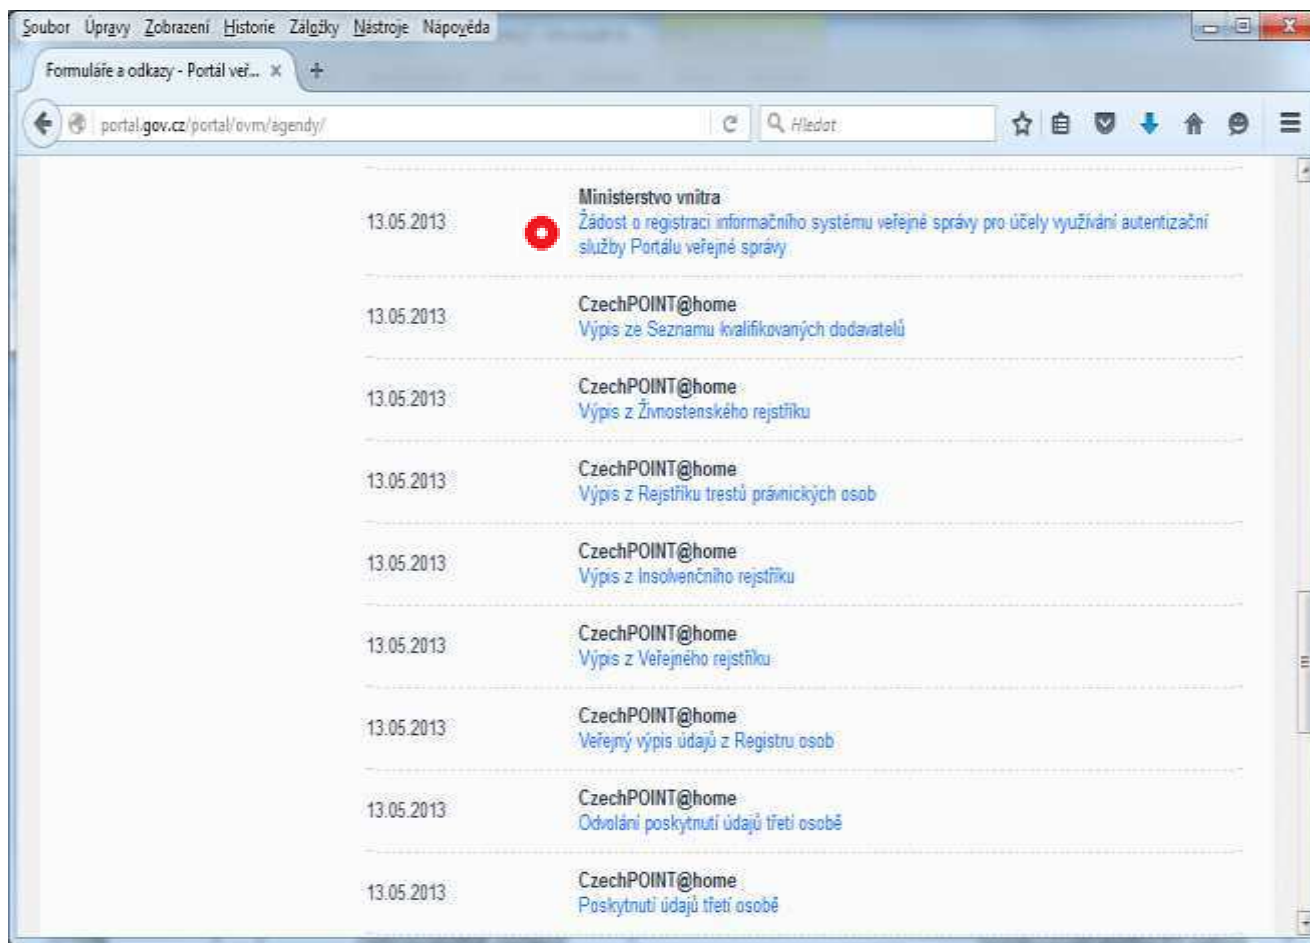 Soubor Úpravy Zobrazení Historie Záložky Nástroje Nápověda
Formuláře a odkazy - Portál veř...
portal.gov.cz/portal/ovm/agendy/
Hledat
Ministerstvo vnitra
13.05.2013
Žádost o registraci informačního systému veřejné správy pro účely využívání autentizační
služby Portálu veřejné správy
CzechPOINT@home
13.05.2013
Výpis ze Seznamu kvalifikovaných dodavatelů
CzechPOINT@home
13.05.2013
Výpis z Živnostenského rejstříku
CzechPOINT@home
13.05.2013
Výpis z Rejstříku trestů právnických osob
CzechPOINT@home
13.05.2013
Výpis z Insolvenčního rejstříku
CzechPOINT@home
13.05.2013
Výpis z Veřejného rejstříku
CzechPOINT@home
13.05.2013
Veřejný výpis údajů z Registru osob
CzechPOINT@home
13.05.2013
Odvolání poskytnutí údajů třetí osobě
CzechPOINT@home
13.05.2013
Poskytnutí údajů třetí osobě